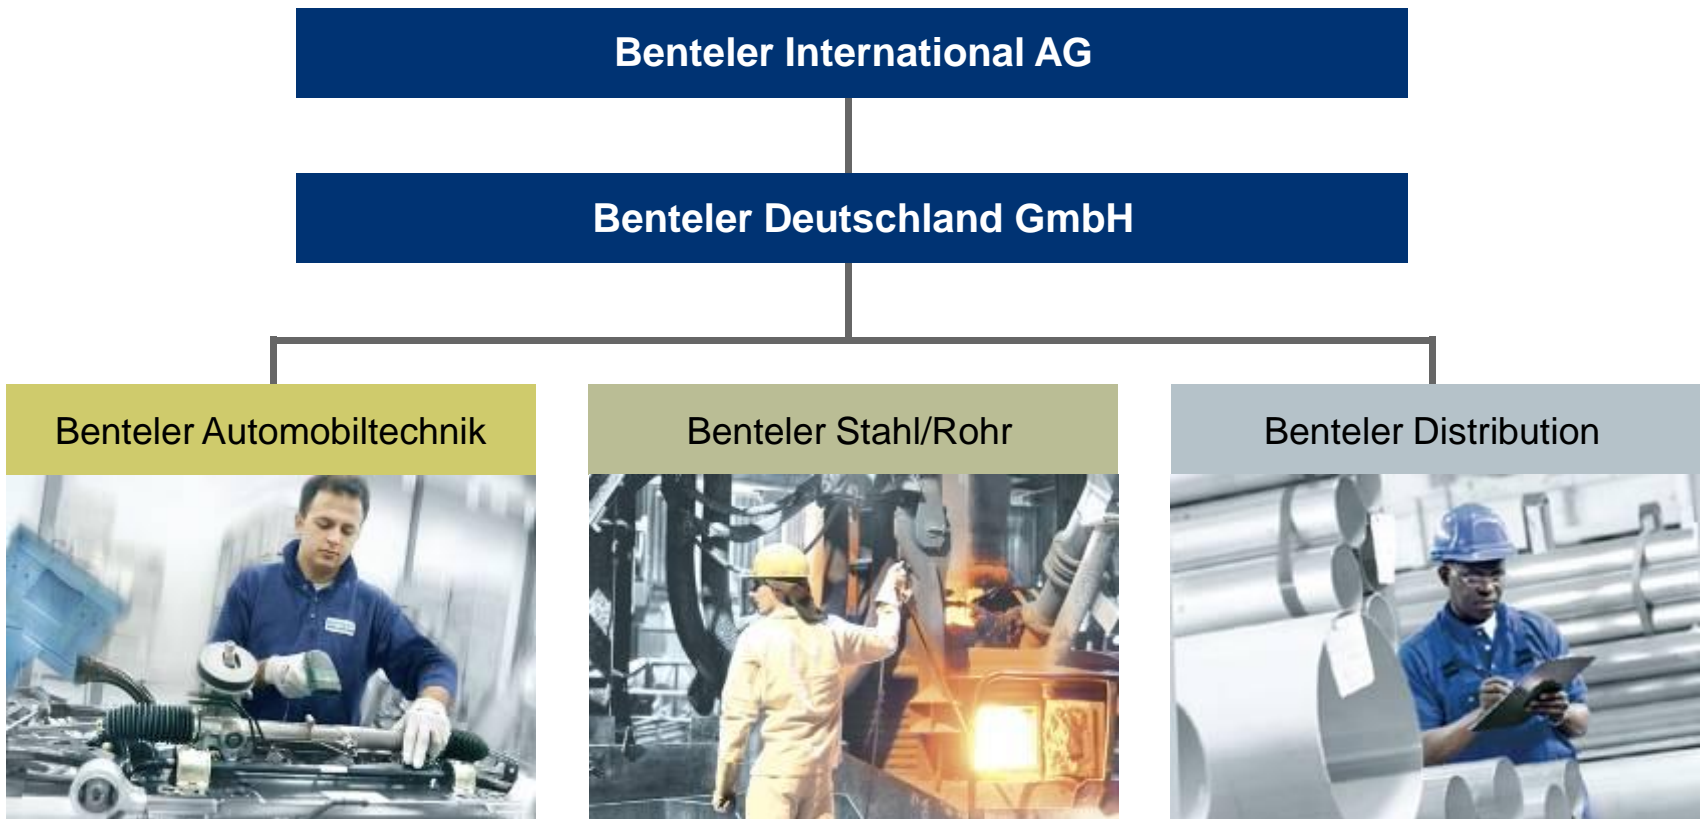 Benteler International AG
Benteler Deutschland GmbH
Benteler Automobiltechnik
Benteler Stahl/Rohr
Benteler Distribution